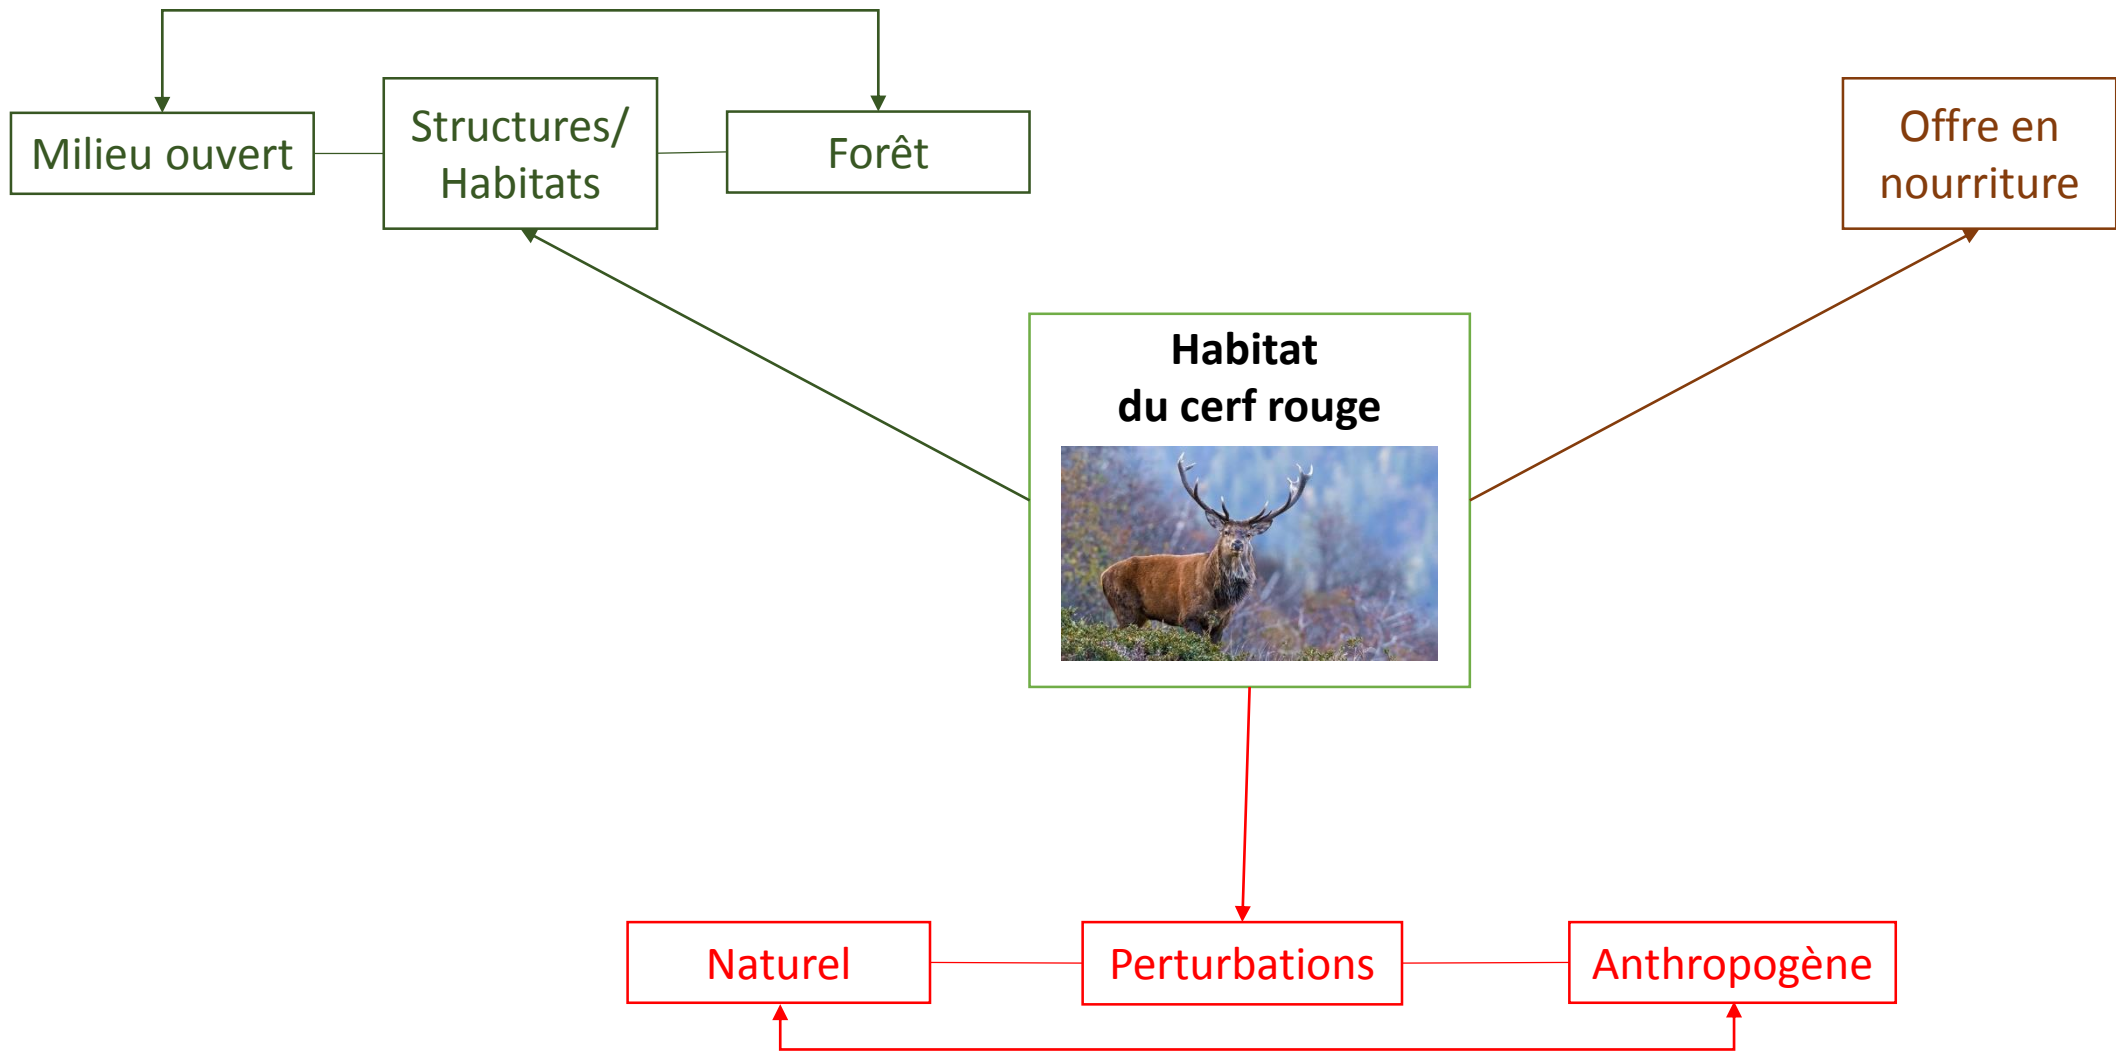 Milieu ouvert
Structures/
Habitats
Forêt
Offre en
nourriture
Habitat
du cerf rouge
Naturel
Perturbations
Anthropogène